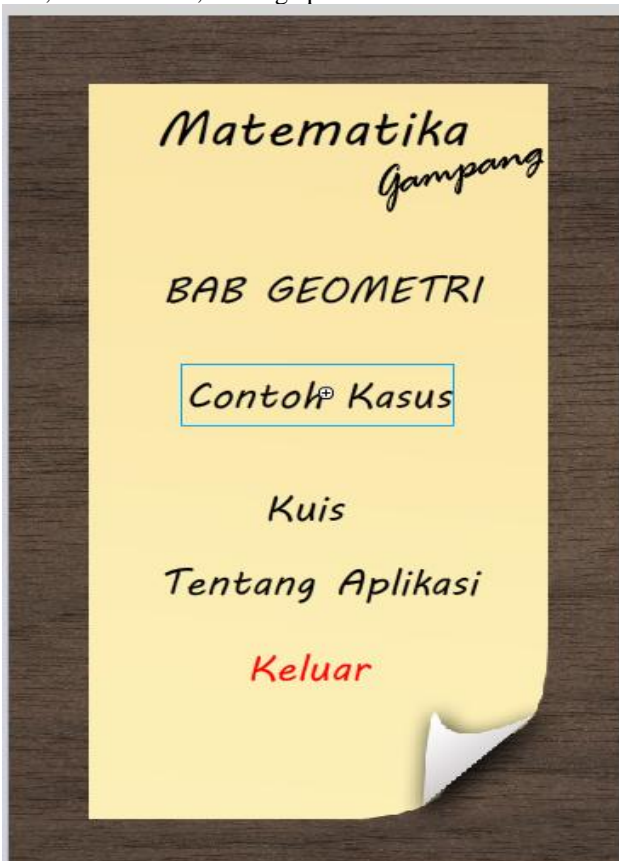 Matematika
Gampang
BAB GEOMETRI
Contoh Kasus
Kuis
Tentang Aplikasi
Keluar